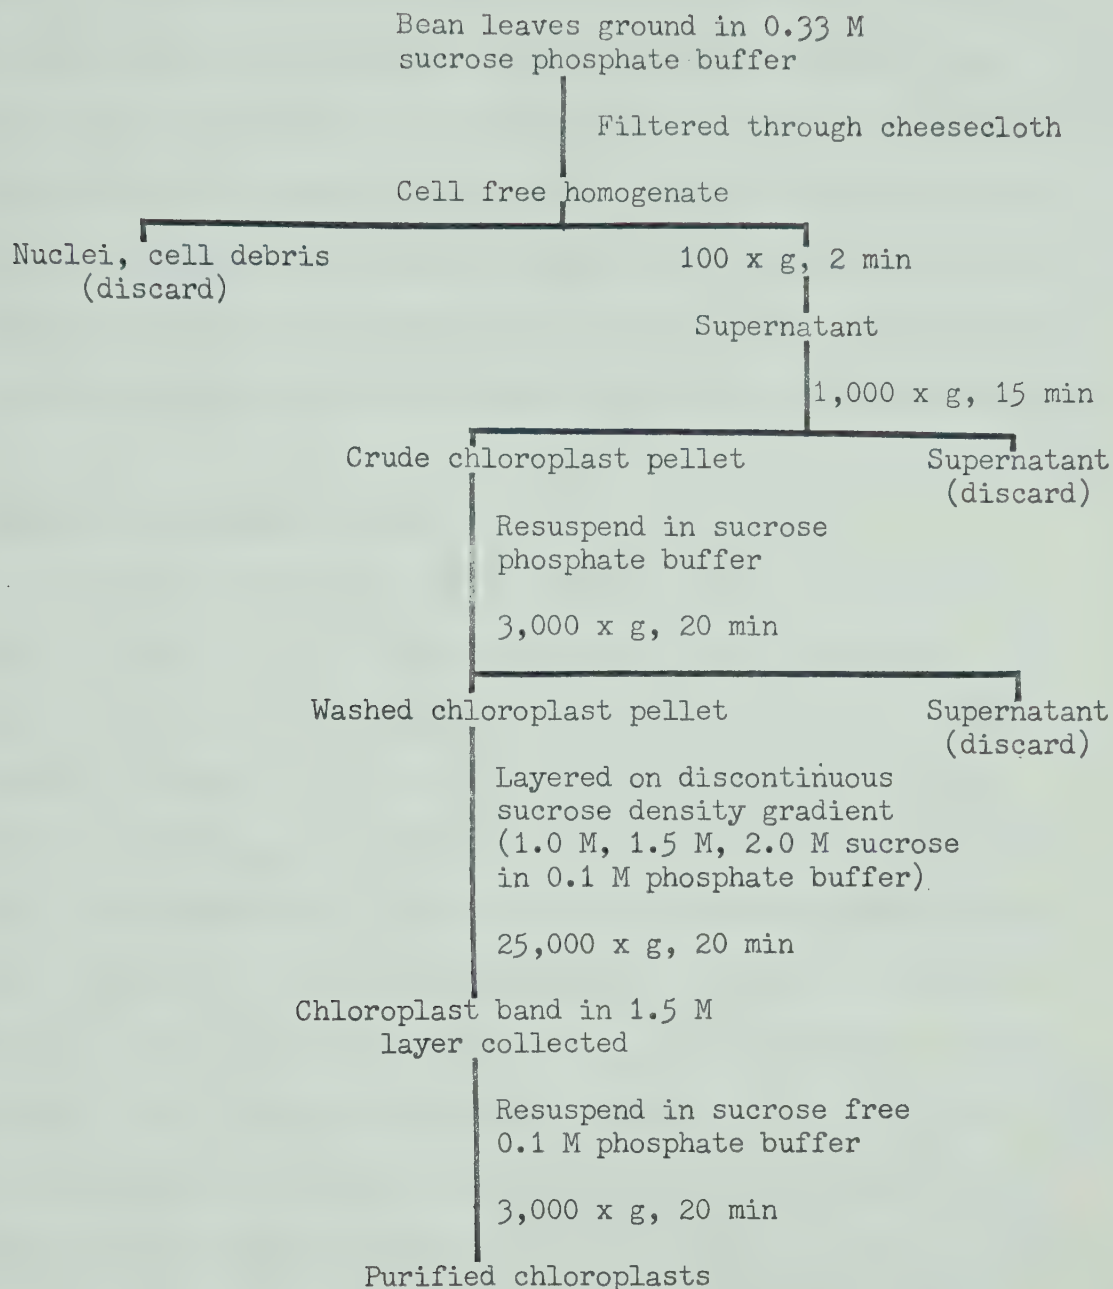 Bean leaves ground in 0.33 M
sucrose phosphate buffer
Filtered through cheesecloth
Cell free homogenate
Nuclei, cell debris
(discard)
100 x g, 2 min
Supernatant
1,000 x g, 15 min
Crude chloroplast pellet
Supernatant
(discard)
Resuspend in sucrose
phosphate buffer
3,000 x g, 20 min
Washed chloroplast pellet
Supernatant
(discard)
Layered on discontinuous
sucrose density gradient
(1.0 M, 1.5 M, 2.0 M sucrose
in 0.1 M phosphate buffer)
25,000 x g, 20 min
Chloroplast band in 1.5 M
layer collected
Resuspend in sucrose free
0.1 M phosphate buffer
3,000 x g, 20 min
Purified chloroplasts